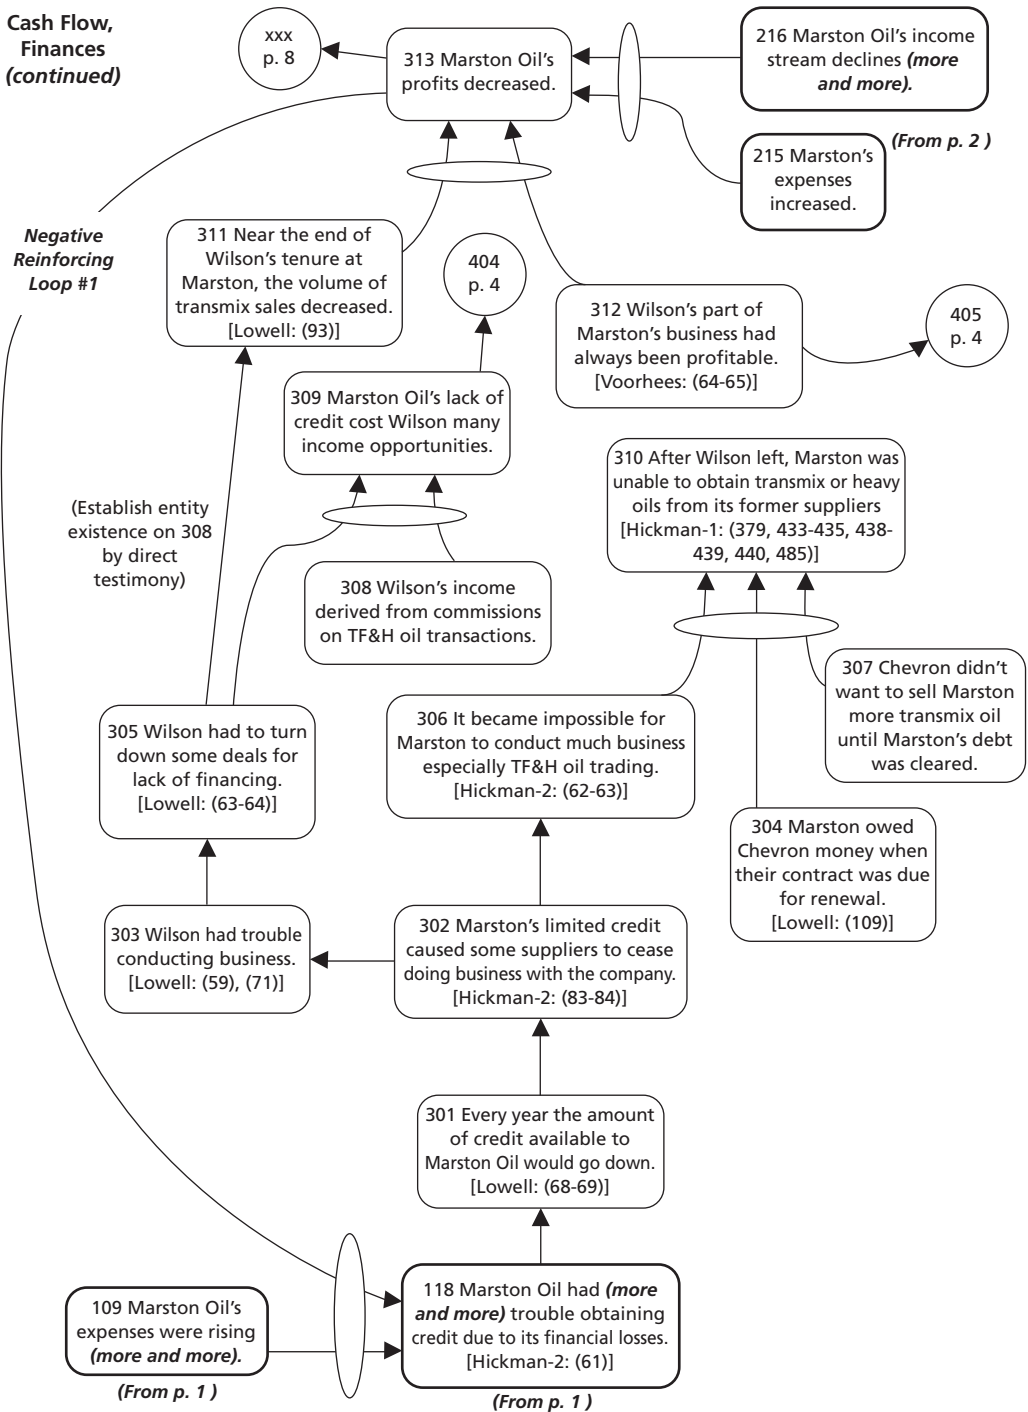 Cash Flow,
Finances
(continued)
xxx
p. 8
313 Marston Oil's
profits decreased.
216 Marston Oil's income
stream declines (more
and more).
(From p. 2 )
215 Marston's
expenses
increased.
Negative
Reinforcing
Loop #1
311 Near the end of
Wilson's tenure at
Marston, the volume of
transmix sales decreased.
[Lowell: (93)]
404
p. 4
312 Wilson's part of
Marston's business had
always been profitable.
[Voorhees: (64-65)]
405
p. 4
309 Marston Oil's lack of
credit cost Wilson many
income opportunities.
310 After Wilson left, Marston was
unable to obtain transmix or heavy
oils from its former suppliers
[Hickman-1: (379, 433-435, 438-
439, 440, 485)]
(Establish entity
existence on 308
by direct
testimony)
308 Wilson's income
derived from commissions
on TF&H oil transactions.
307 Chevron didn't
want to sell Marston
more transmix oil
until Marston's debt
was cleared.
305 Wilson had to turn
down some deals for
lack of financing.
[Lowell: (63-64)]
306 It became impossible for
Marston to conduct much business
especially TF&H oil trading.
[Hickman-2: (62-63)]
304 Marston owed
Chevron money when
their contract was due
for renewal.
[Lowell: (109)]
303 Wilson had trouble
conducting business.
[Lowell: (59), (71)]
302 Marston's limited credit
caused some suppliers to cease
doing business with the company.
[Hickman-2: (83-84)]
301 Every year the amount
of credit available to
Marston Oil would go down.
[Lowell: (68-69)]
109 Marston Oil's
expenses were rising
(more and more).
(From p. 1 )
118 Marston Oil had (more
and more) trouble obtaining
credit due to its financial losses.
[Hickman-2: (61)]
(From p. 1 )